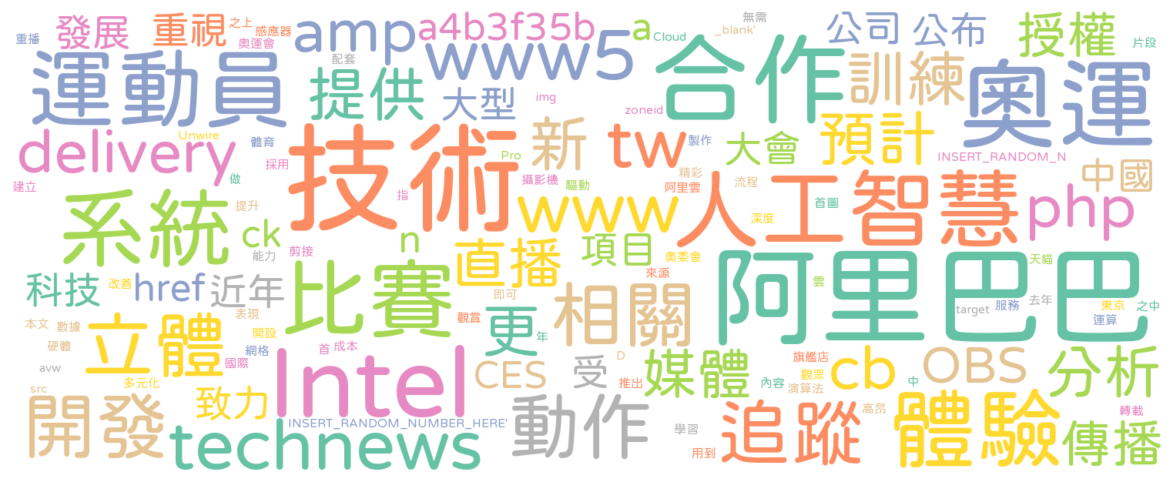 重播 發展 重視 之上 感應器 奧運會 amp a4b3f35b a Cloud 無需 _blank' 公司 公布 授權 片段
運動員 配套 提供 www5 大型 img zoneid 合作 訓練 奧運
delivery Unwire 體育 採用 技術 Pro 新 tw 製作 大會 預計 INSERT_RANDOM_N 中國
建立 系統 提升 ck 能力 剪接 指 攝影機 驅動 www 精彩 阿里雲 人工智慧 流程 深度 首圖 php
科技 改善 href 近年 比賽 n 直播 即可 項目 奧委會 來源 相關 阿里巴巴 雲 天貓 去年 target 服務 東京 運算 之中
本文 數據 硬體 avw 立體 表現 開設 網格 國際 首 成本 觀賞 更 年 CES D 受 推出 媒體 旗艦店 觀眾 演算法 內容 cb 中 OBS 分析
src 多元化 開發 致力 Intel technews INSERT_RANDOM_NUMBER_HERE' 動作 學習 用到 追蹤 高昂 體驗 轉載 傳播